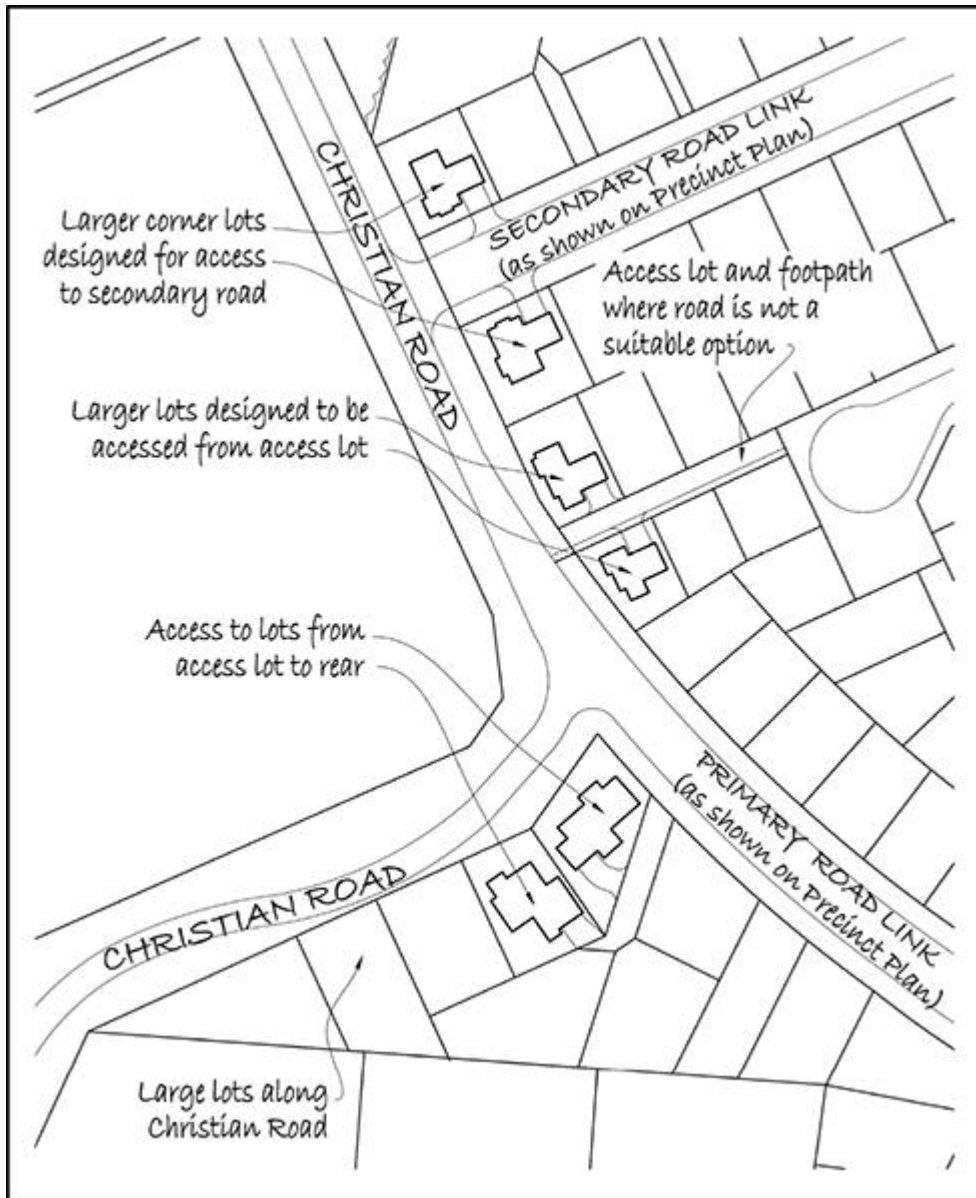 CHRISTIAN ROAD
SECONDARY ROAD LINK
(as shown on Precinct Plan)
Larger corner lots
designed for access
to secondary road
Access lot and footpath
where road is not a
suitable option
Larger lots designed to be
accessed from access lot
Access to lots from
access lot to rear
PRIMARY ROAD LINK
(as shown on Precinct Plan)
CHRISTIAN ROAD
Large lots along
Christian Road